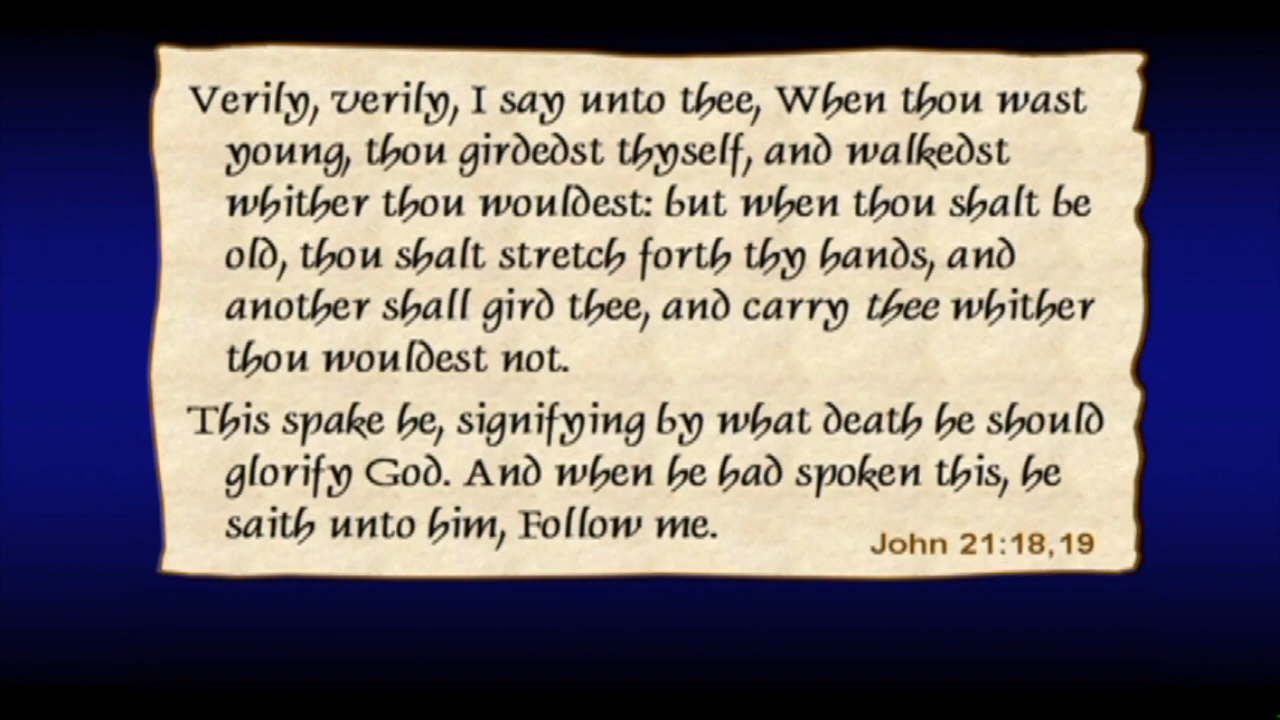 Verily, verily, I say unto thee, When thou wast
young, thou girdedst thyself, and walkedst
whither thou wouldest: but when thou shalt be
old, thou shalt stretch forth thy hands, and
another shall gird thee, and carry thee whither
thou wouldest not.
This spake he, signifying by what death he should
glorify God. And when he had spoken this, he
saith unto him, Follow me.
John 21:18,19